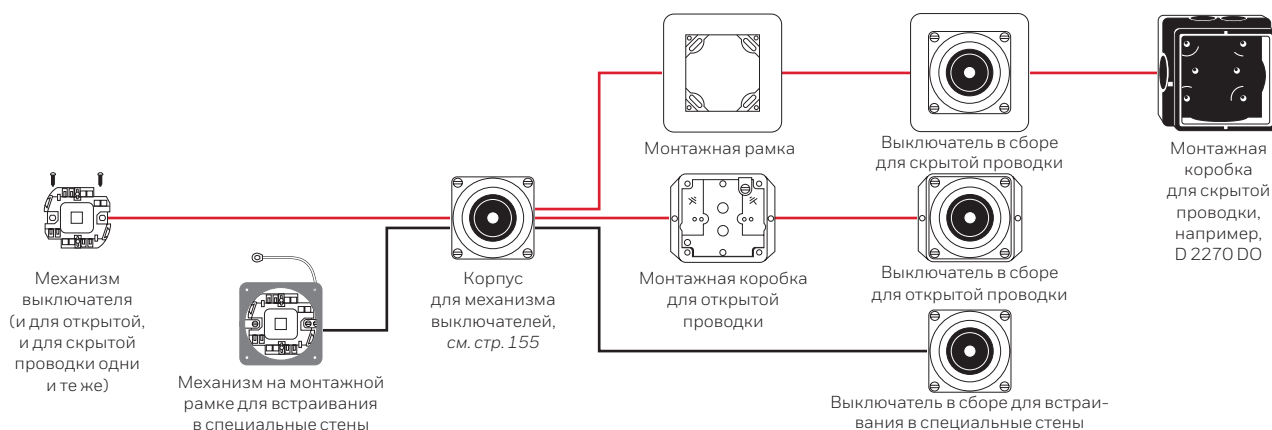 Монтажная рамка
Выключатель в сборе
для скрытой проводки
Монтажная
коробка
для скрытой
проводки,
например,
D 2270 DO
Механизм
выключателя
(и для открытой,
и для скрытой
проводки одни
и те же)
Механизм на монтажной
рамке для встраивания
в специальные стены
Корпус
для механизма
выключателей,
см. стр. 155
Монтажная коробка
для открытой
проводки
Выключатель в сборе
для открытой проводки
Выключатель в сборе для встраи-
вания в специальные стены